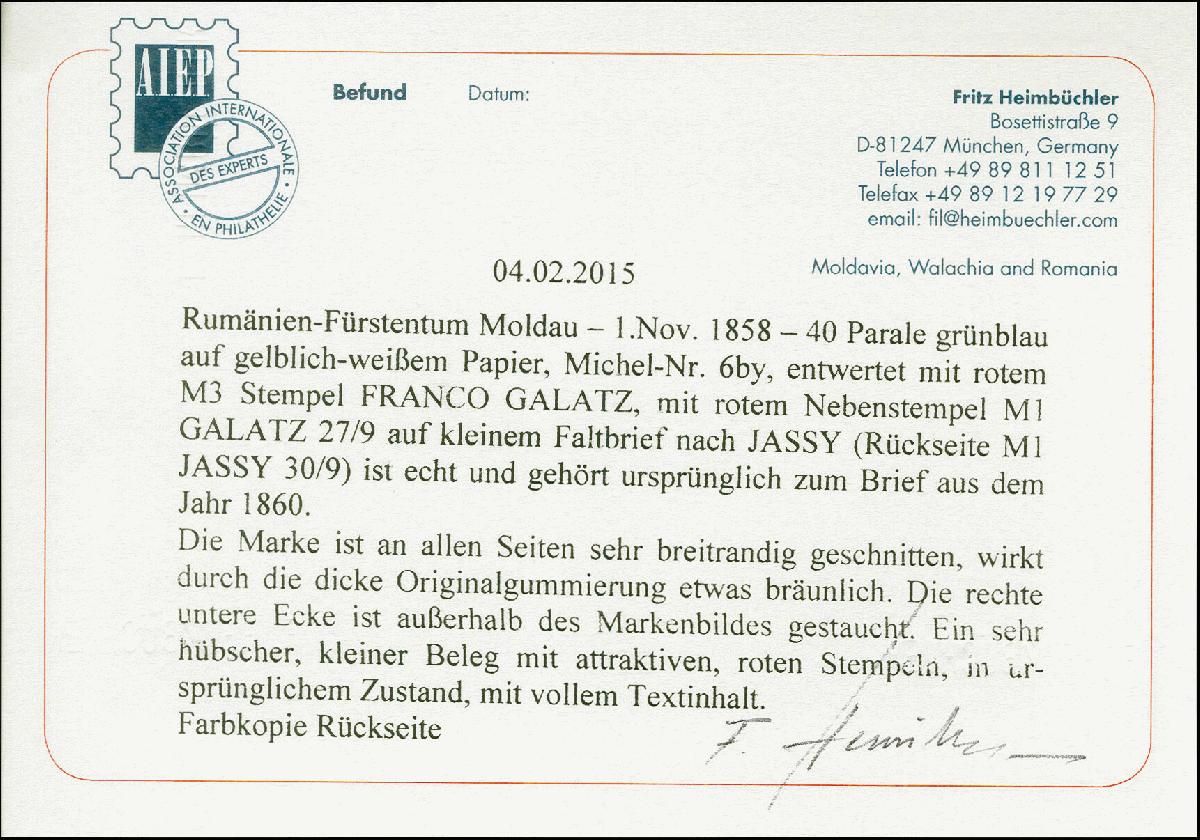 AIEP
ASSOCIATION INTERNATIONALE
DES EXPERTS
EN PHILATHELIE
Befund Datum:
Fritz Heimbüchler
Bosettistraße 9
D-81247 München, Germany
Telefon +49 89 811 12 51
Telefax +49 89 12 19 77 29
email: fil@heimbuechler.com
Moldavia, Walachia and Romania
04.02.2015
Rumänien-Fürstentum Moldau – 1.Nov. 1858 – 40 Parale grünblau
auf gelblich-weißem Papier, Michel-Nr. 6by, entwertet mit rotem
M3 Stempel FRANCO GALATZ, mit rotem Nebenstempel M1
GALATZ 27/9 auf kleinem Faltbrief nach JASSY (Rückseite M1
JASSY 30/9) ist echt und gehört ursprünglich zum Brief aus dem
Jahr 1860.
Die Marke ist an allen Seiten sehr breitrandig geschnitten, wirkt
durch die dicke Originalgummierung etwas bräunlich. Die rechte
untere Ecke ist außerhalb des Markenbildes gestaucht. Ein sehr
hübscher, kleiner Beleg mit attraktiven, roten Stempeln, in ur-
sprünglichem Zustand, mit vollem Textinhalt.
Farbkopie Rückseite
F.